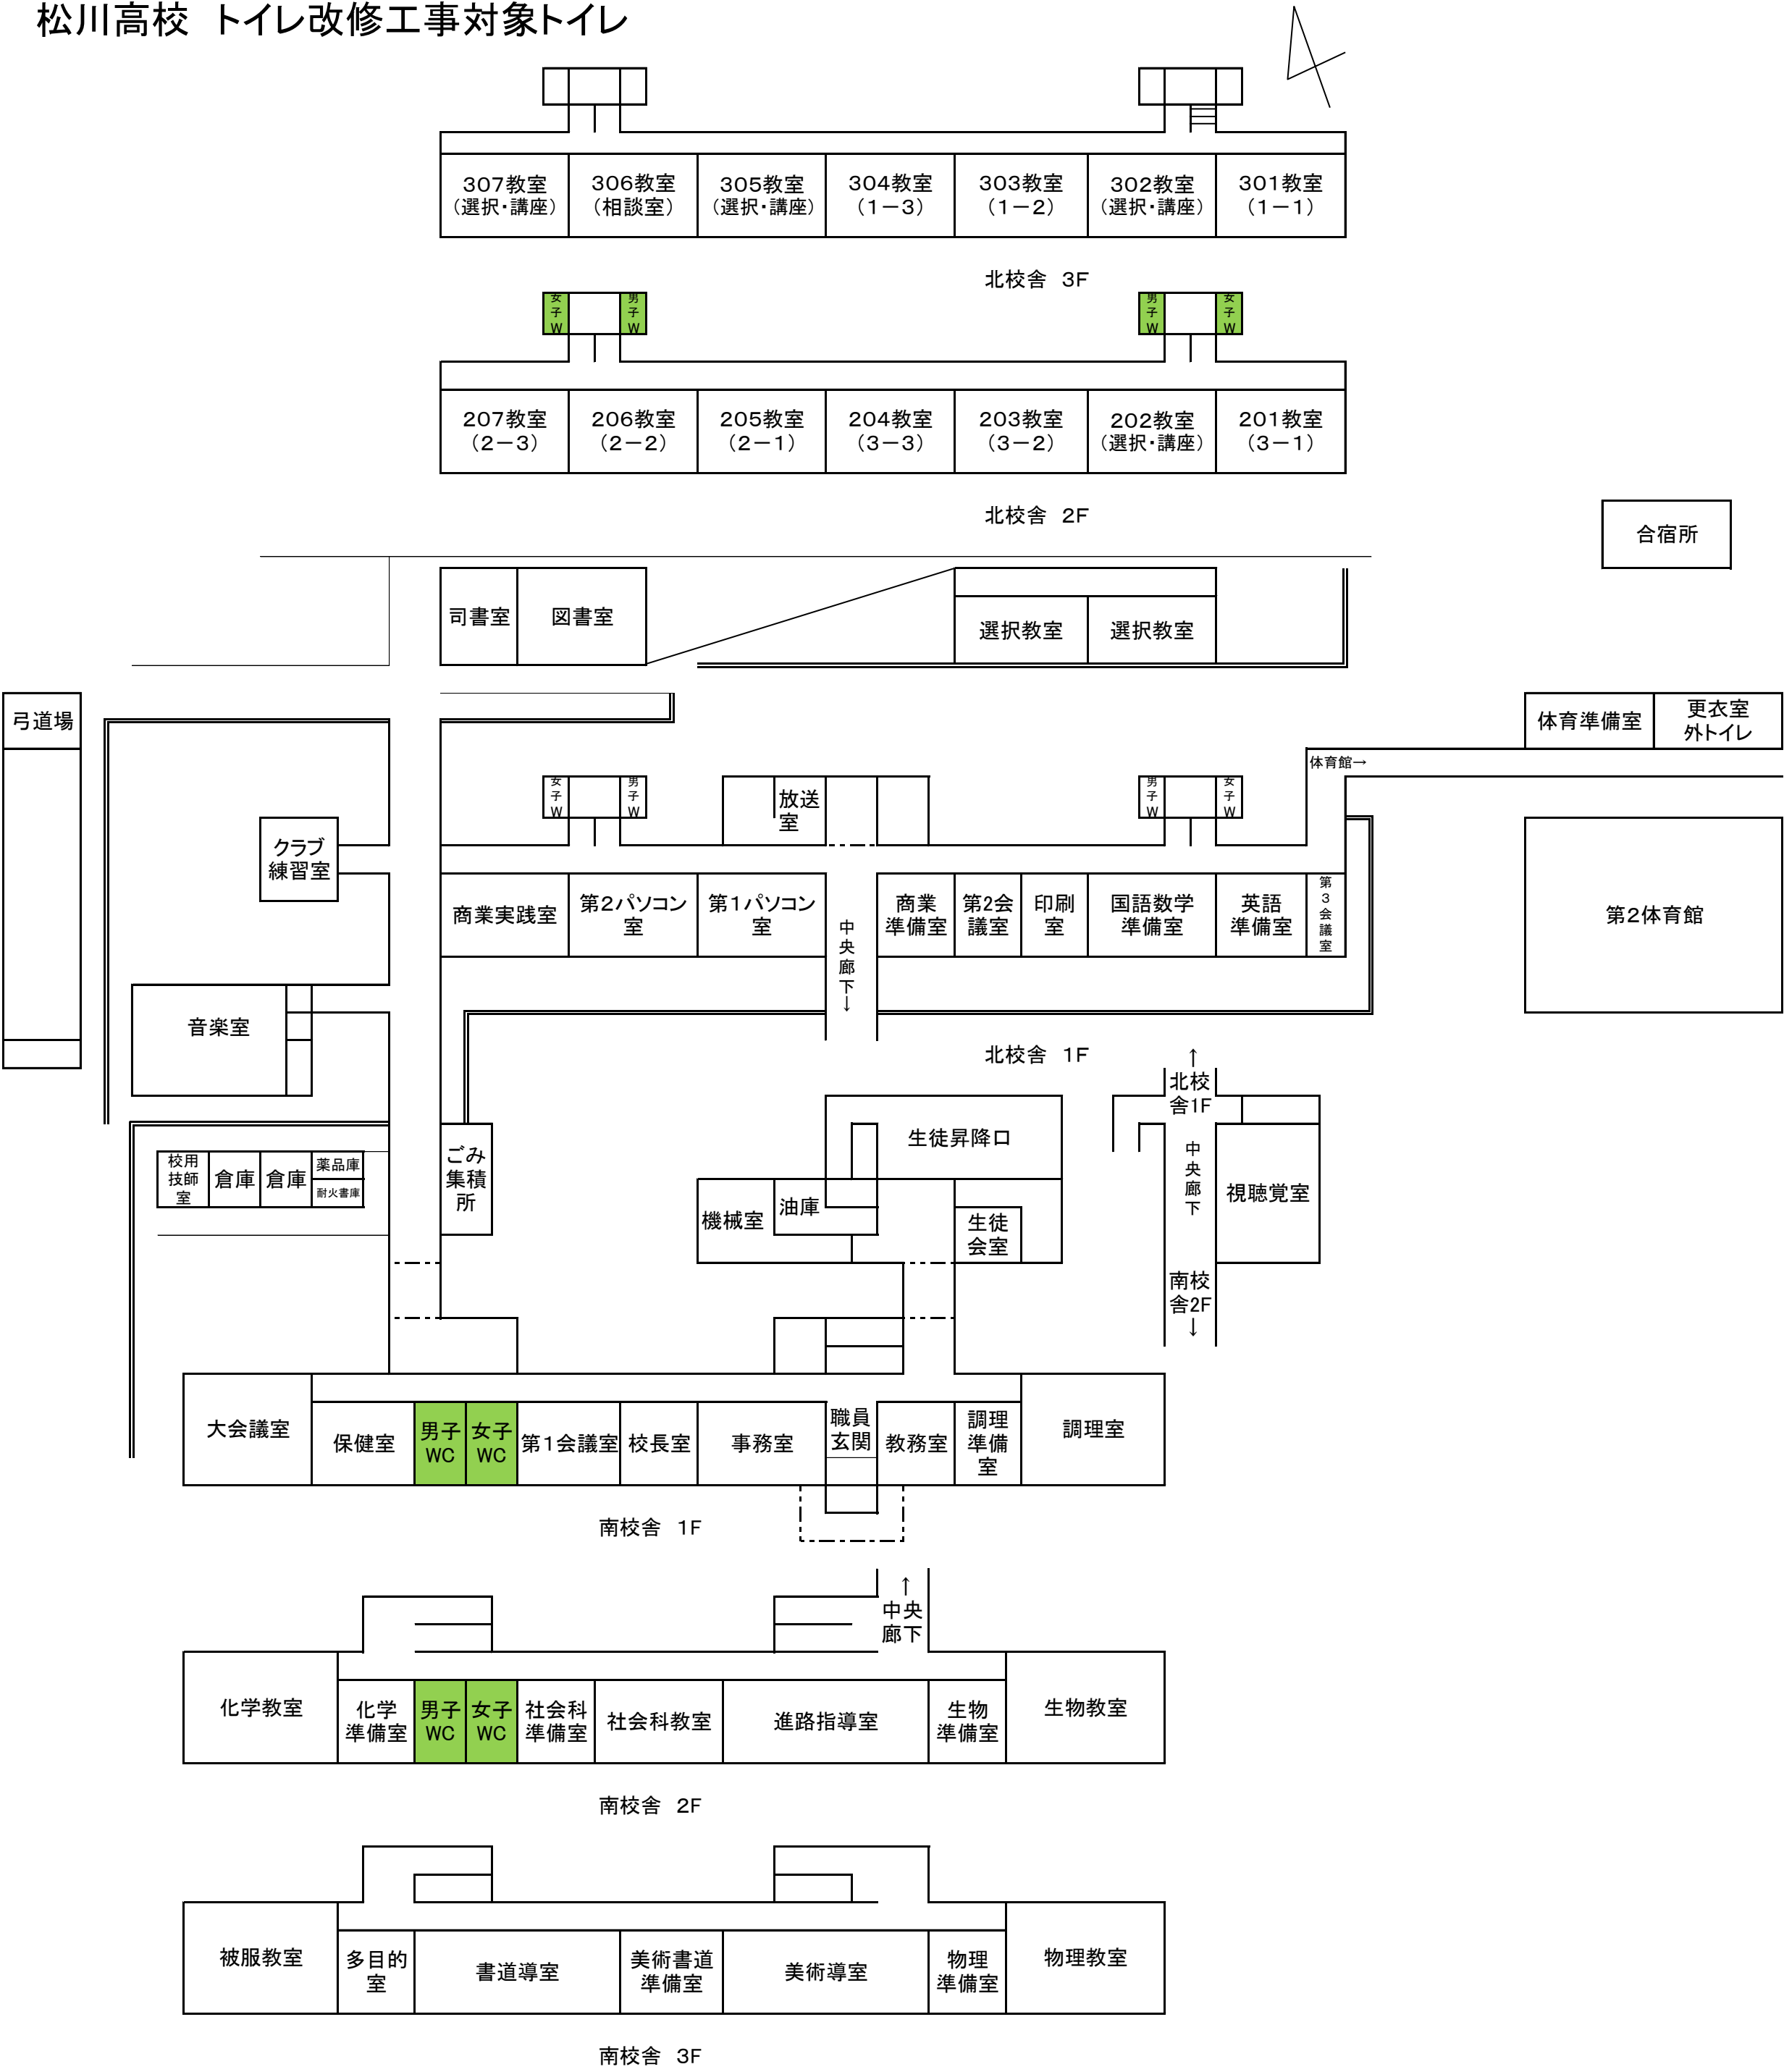 松川高校　トイレ改修工事対象トイレ
307教室
（選択・講座）
306教室
（相談室）
305教室
（選択・講座）
304教室
（１－３）
303教室
（１－２）
302教室
（選択・講座）
301教室
（１－１）
北校舎　3F
女
子
W
男
子
W
男
子
W
女
子
W
207教室
（２－３）
206教室
（２－２）
205教室
（２－１）
204教室
（３－３）
203教室
（３－２）
202教室
（選択・講座）
201教室
（３－１）
北校舎　2F
合宿所
司書室
図書室
選択教室
選択教室
弓道場
体育準備室
更衣室
外トイレ
体育館→
女
子
W
男
子
W
放送
室
男
子
W
女
子
W
クラブ
練習室
商業実践室
第２パソコン
室
第１パソコン
室
中
央
廊
下
↓
商業
準備室
第2会
議室
印刷
室
国語数学
準備室
英語
準備室
第
３
会
議
室
第２体育館
音楽室
北校舎　1F
↑
北校
舎1F
中
央
廊
下
南校
舎2F
↓
視聴覚室
校用
技師
室
倉庫
倉庫
薬品庫
耐火書庫
ごみ
集積
所
生徒昇降口
機械室
油庫
生徒
会室
大会議室
保健室
男子
WC
女子
WC
第１会議室
校長室
事務室
職員
玄関
教務室
調理
準備
室
調理室
南校舎　1F
↑
中央
廊下
化学教室
化学
準備室
男子
WC
女子
WC
社会科
準備室
社会科教室
進路指導室
生物
準備室
生物教室
南校舎　2F
被服教室
多目的
室
書道導室
美術書道
準備室
美術導室
物理
準備室
物理教室
南校舎　3F